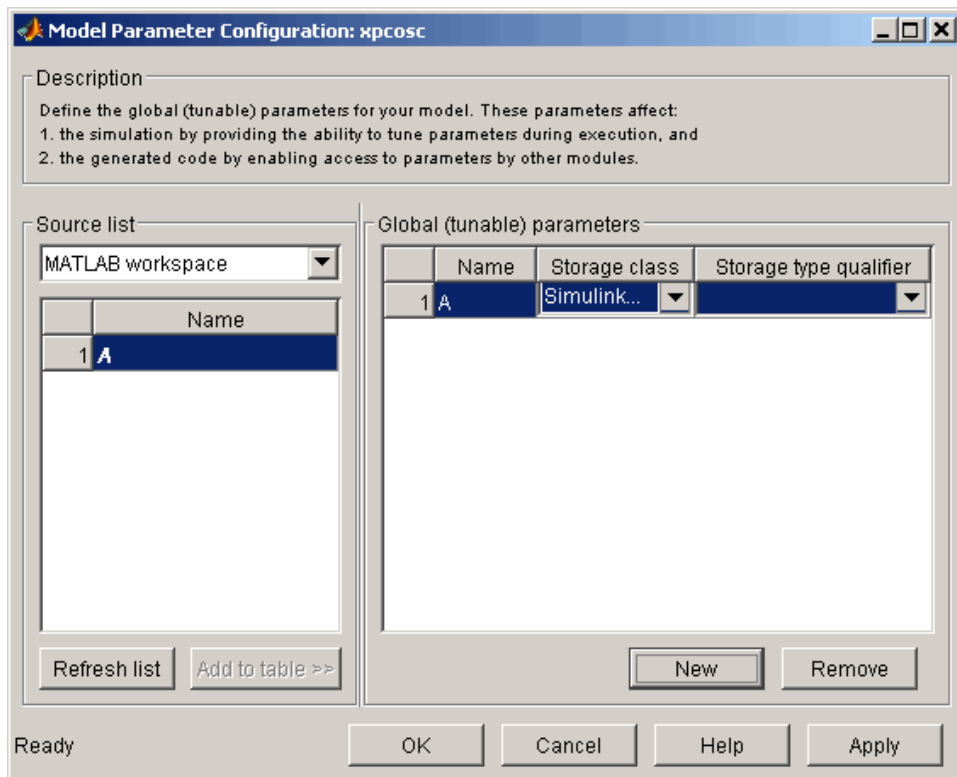 Model Parameter Configuration: xpcosc
Description
Define the global (tunable) parameters for your model. These parameters affect:
1. the simulation by providing the ability to tune parameters during execution, and
2. the generated code by enabling access to parameters by other modules.
Source list
MATLAB workspace
Name
1 A
Refresh list Add to table >>
Global (tunable) parameters
Name Storage class Storage type qualifier
1 A Simulink...
New Remove
Ready OK Cancel Help Apply